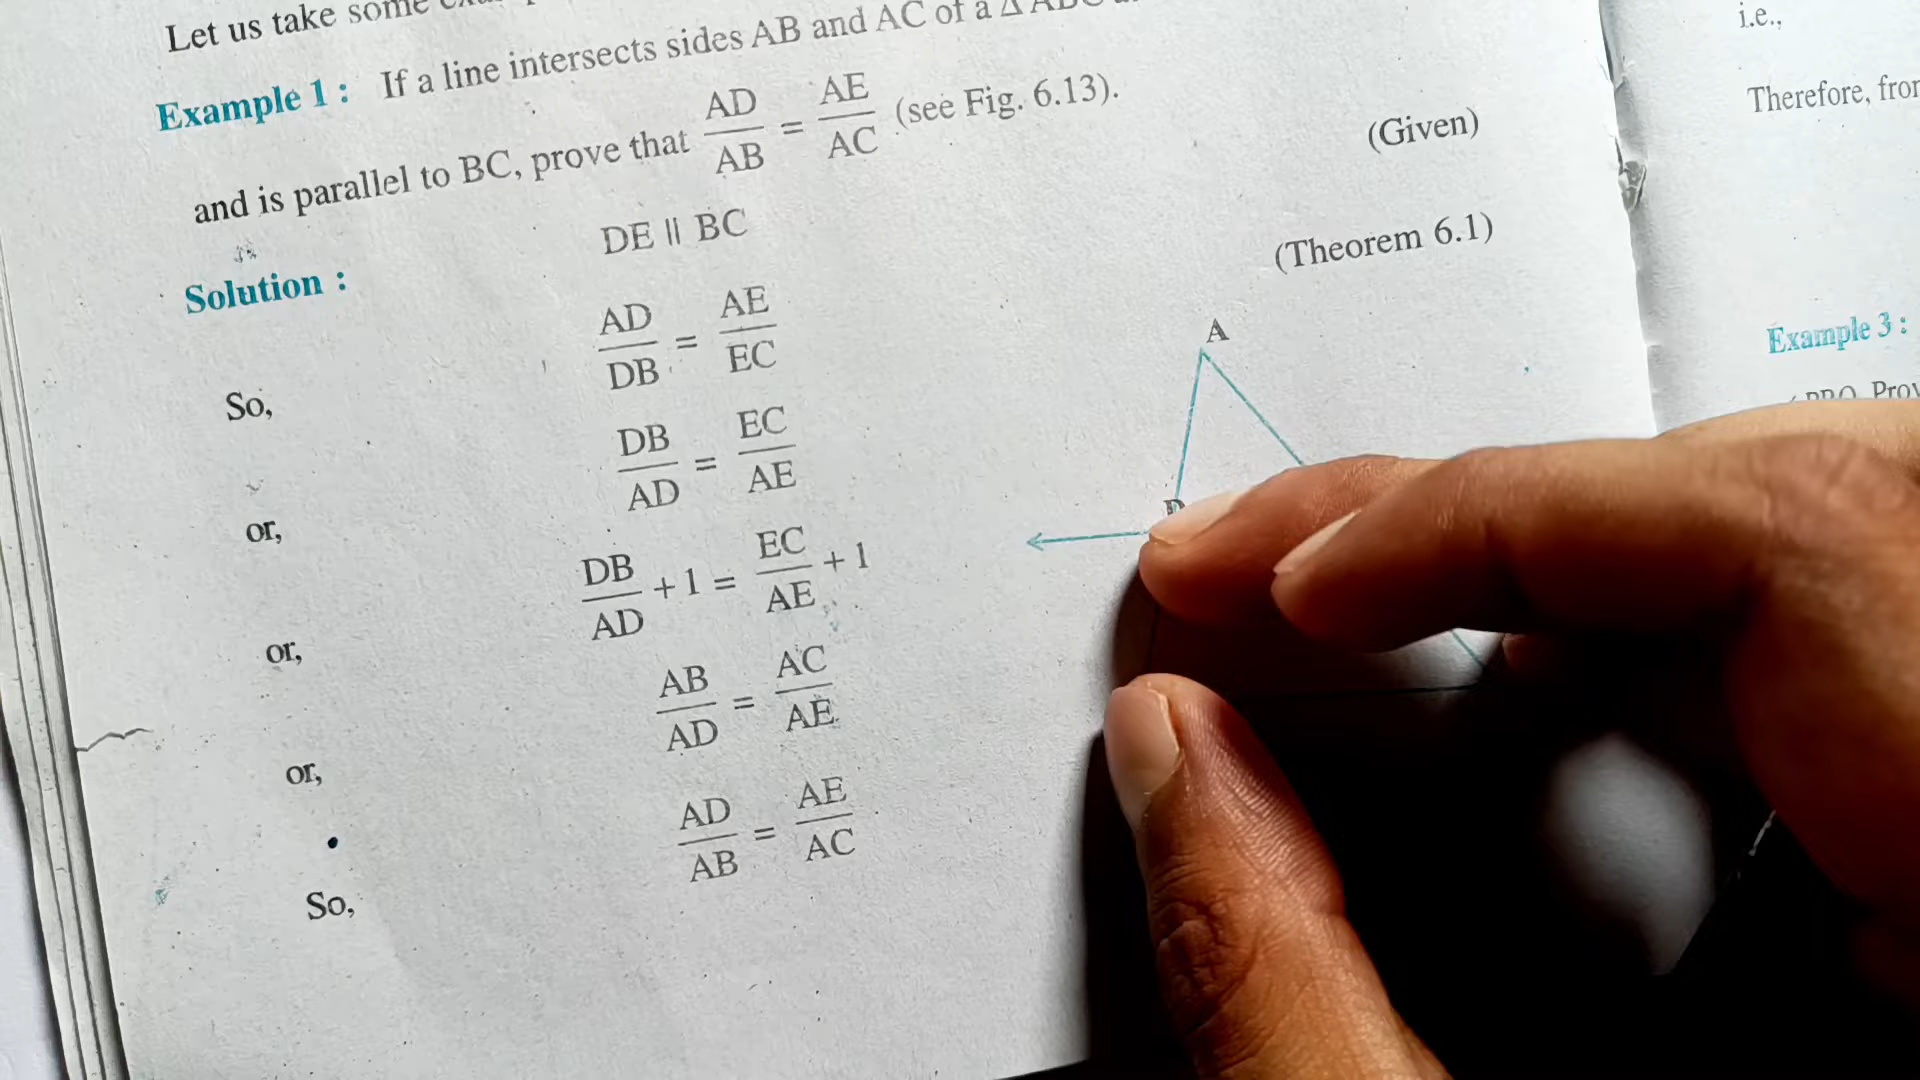 Let us take some
Example 1 : If a line intersects sides AB and AC of a Δ ABC
and is parallel to BC, prove that AD/AB = AE/AC (see Fig. 6.13).
Solution : DE || BC (Given)
So, AD/DB = AE/EC (Theorem 6.1)
or, DB/AD = EC/AE
or, DB/AD + 1 = EC/AE + 1
or, AB/AD = AC/AE
So, AD/AB = AE/AC
A
D
i.e.,
Therefore,
Example 3 :